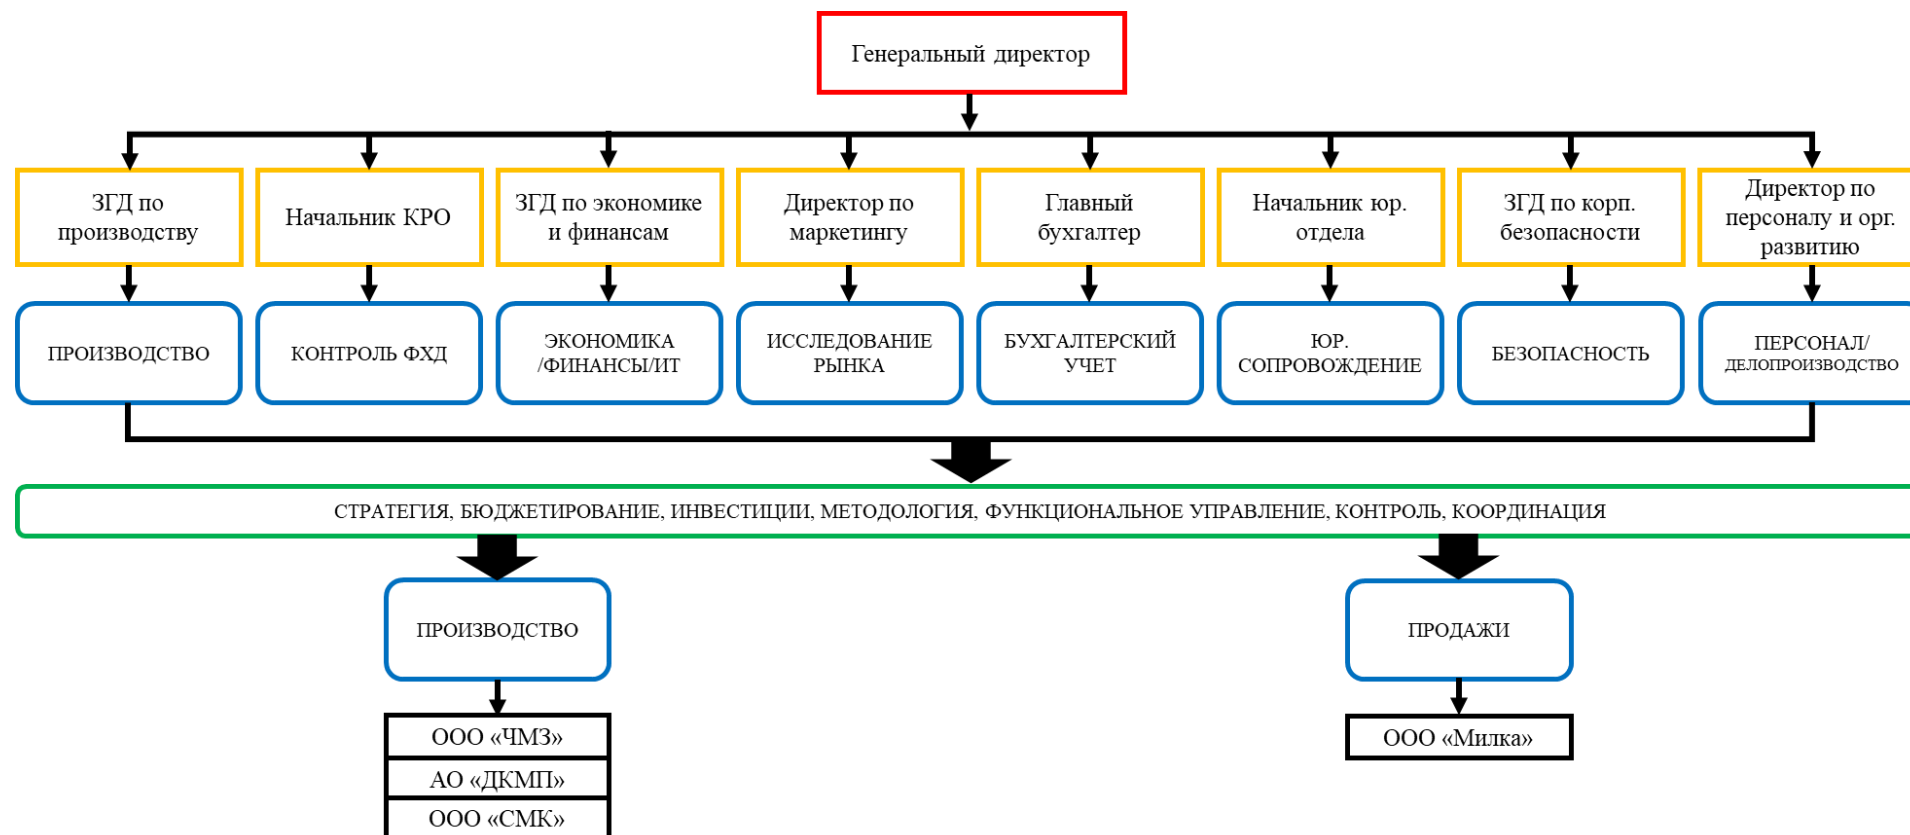 Генеральный директор
ЗГД по
производству
Начальник КРО
ЗГД по экономике
и финансам
Директор по
маркетингу
Главный
бухгалтер
Начальник юр.
отдела
ЗГД по корп.
безопасности
Директор по
персоналу и орг.
развитию
ПРОИЗВОДСТВО
КОНТРОЛЬ ФХД
ЭКОНОМИКА
/ФИНАНСЫ/ИТ
ИССЛЕДОВАНИЕ
РЫНКА
БУХГАЛТЕРСКИЙ
УЧЕТ
ЮР.
СОПРОВОЖДЕНИЕ
БЕЗОПАСНОСТЬ
ПЕРСОНАЛ/
ДЕЛОПРОИЗВОДСТВО
СТРАТЕГИЯ, БЮДЖЕТИРОВАНИЕ, ИНВЕСТИЦИИ, МЕТОДОЛОГИЯ, ФУНКЦИОНАЛЬНОЕ УПРАВЛЕНИЕ, КОНТРОЛЬ, КООРДИНАЦИЯ
ПРОИЗВОДСТВО
ПРОДАЖИ
ООО «ЧМЗ»
АО «ДКМП»
ООО «СМК»
ООО «Милка»